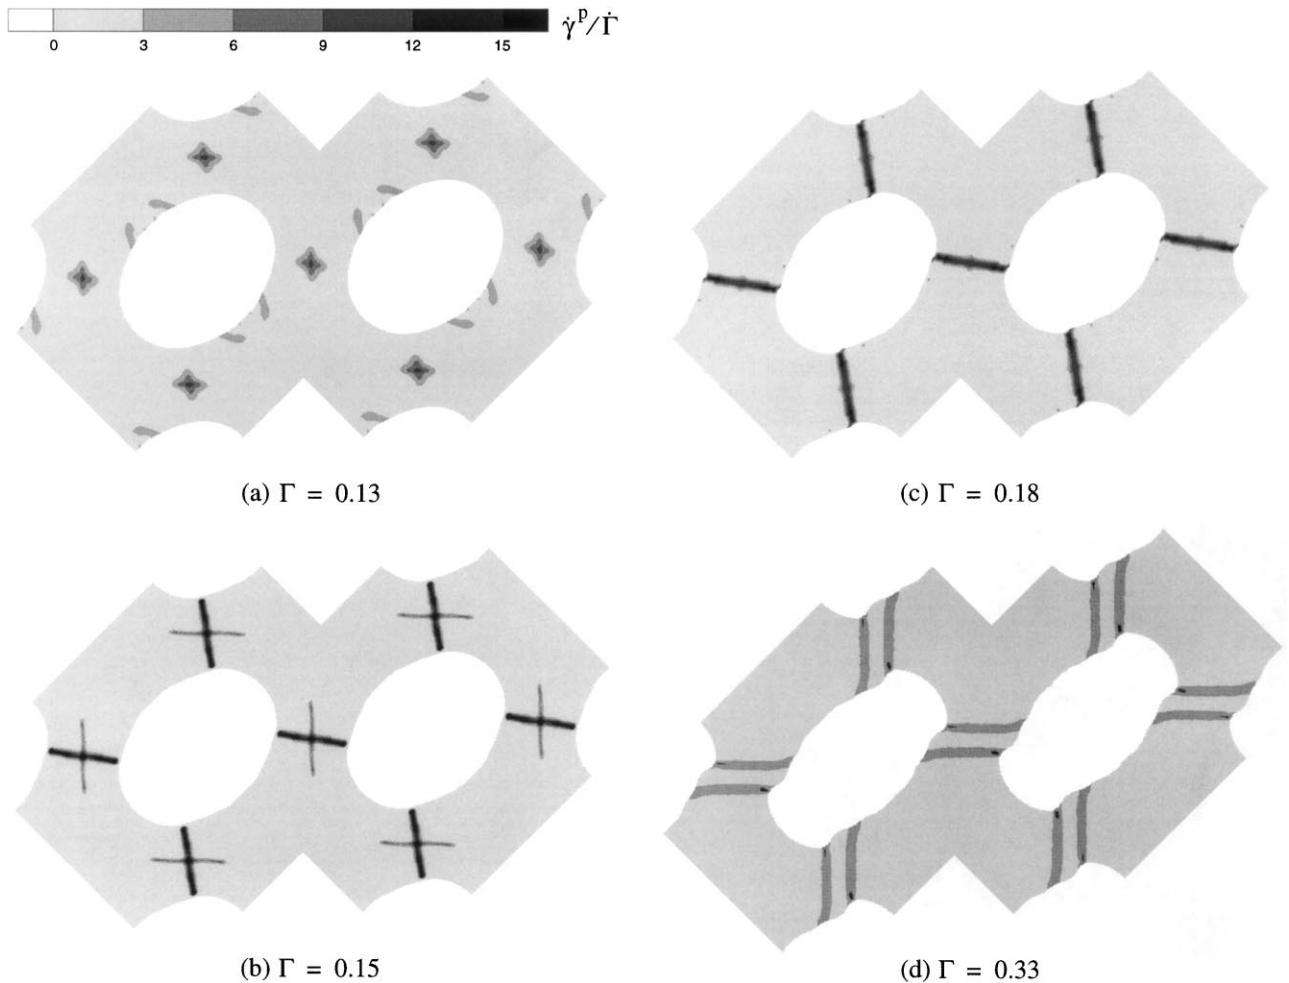 γ̇ᵖ/Γ̇
0 3 6 9 12 15
(a) Γ = 0.13
(c) Γ = 0.18
(b) Γ = 0.15
(d) Γ = 0.33